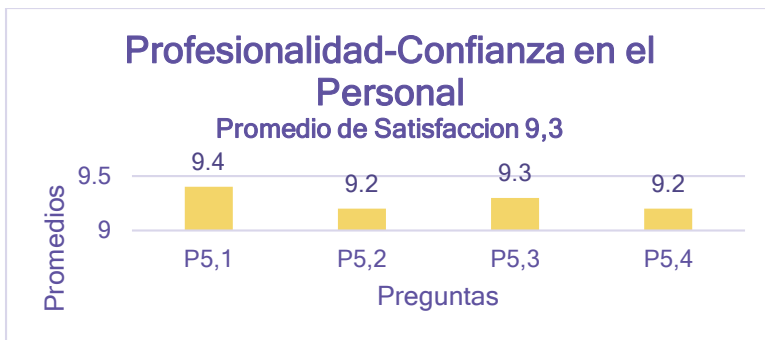 Profesionalidad-Confianza en el
Personal
Promedio de Satisfaccion 9,3
9.5
9
Promedios
9.4
9.2
9.3
9.2
P5,1
P5,2
P5,3
P5,4
Preguntas